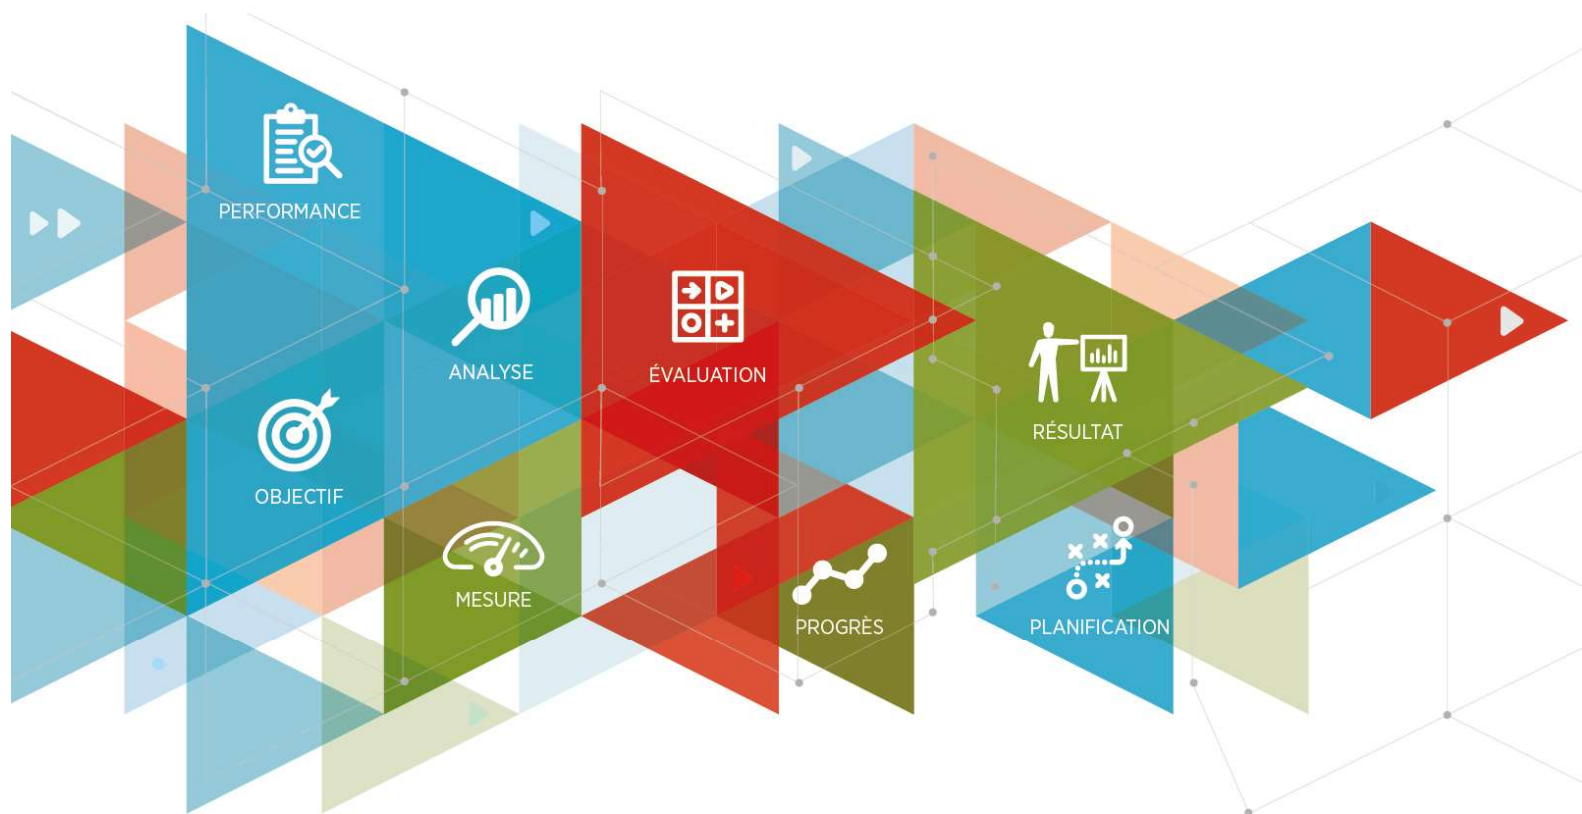 PERFORMANCE
ANALYSE
ÉVALUATION
RÉSULTAT
OBJECTIF
MESURE
PROGRÈS
PLANIFICATION